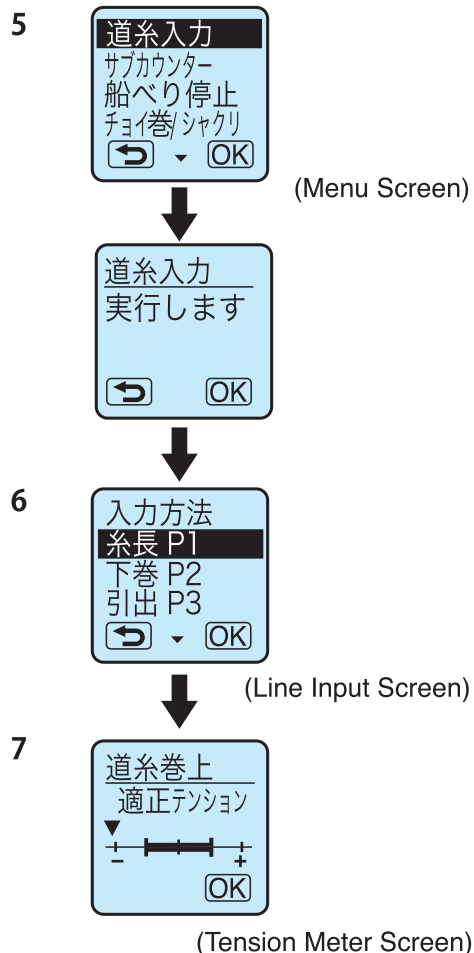 5
道糸入力
サブカウンター
船べり停止
チョイ巻/シャクリ
OK
(Menu Screen)
道糸入力
実行します
OK
6
入力方法
糸長 P1
下巻 P2
引出 P3
OK
(Line Input Screen)
7
道糸巻上
適正テンション
- +
OK
(Tension Meter Screen)